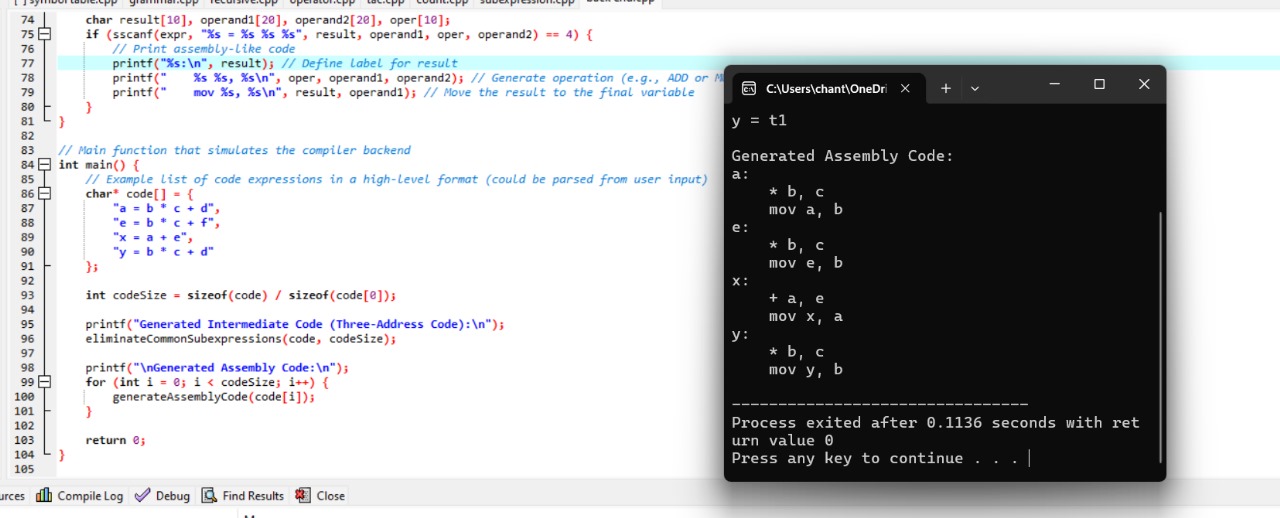 symboltable.cpp grammar.cpp recursive.cpp operator.cpp tac.cpp count.cpp subexpression.cpp
74 char result[10], operand1[20], operand2[20], oper[10];
75 if (sscanf(expr, "%s = %s %s %s", result, operand1, oper, operand2) == 4) {
76 // Print assembly-like code
77 printf("%s:\n", result); // Define label for result
78 printf("    %s %s, %s\n", oper, operand1, operand2); // Generate operation (e.g., ADD or M
79 printf("    mov %s, %s\n", result, operand1); // Move the result to the final variable
80 }
81 }
82
83 // Main function that simulates the compiler backend
84 int main() {
85 // Example list of code expressions in a high-level format (could be parsed from user input)
86 char* code[] = {
87 "a = b * c + d",
88 "e = b * c + f",
89 "x = a + e",
90 "y = b * c + d"
91 };
92
93 int codeSize = sizeof(code) / sizeof(code[0]);
94
95 printf("Generated Intermediate Code (Three-Address Code):\n");
96 eliminateCommonSubexpressions(code, codeSize);
97
98 printf("\nGenerated Assembly Code:\n");
99 for (int i = 0; i < codeSize; i++) {
100 generateAssemblyCode(code[i]);
101 }
102
103 return 0;
104 }
105
urces Compile Log Debug Find Results Close
C:\Users\chant\OneDri
y = t1
Generated Assembly Code:
a:
* b, c
mov a, b
e:
* b, c
mov e, b
x:
+ a, e
mov x, a
y:
* b, c
mov y, b
--------------------------------
Process exited after 0.1136 seconds with ret
urn value 0
Press any key to continue . . .